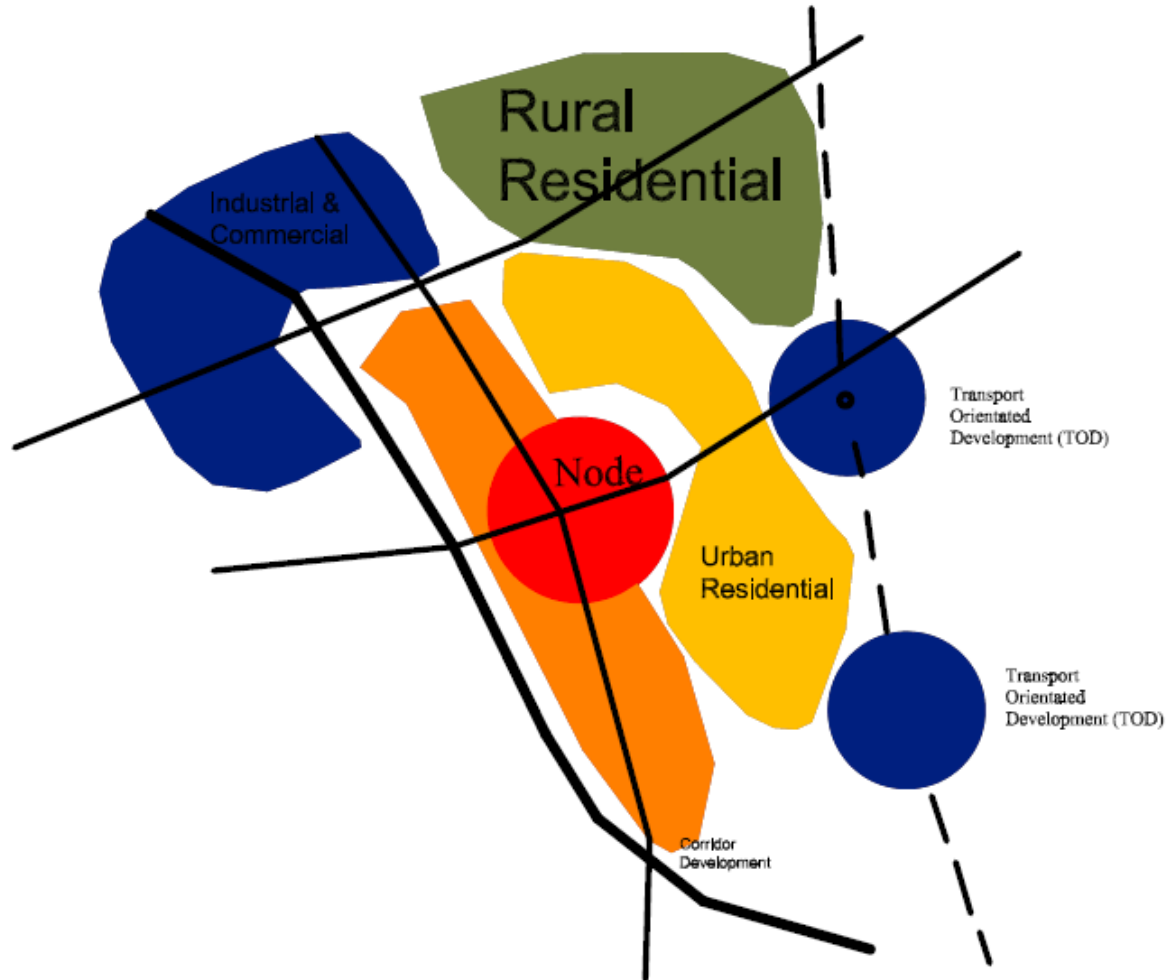 Rural
Residential
Industrial &
Commercial
Transport
Orientated
Development (TOD)
Node
Urban
Residential
Transport
Orientated
Development (TOD)
Corridor
Development